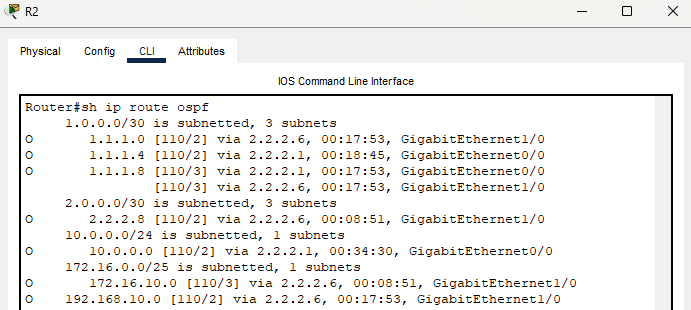 R2
Physical Config CLI Attributes
IOS Command Line Interface
Router#sh ip route ospf
     1.0.0.0/30 is subnetted, 3 subnets
O       1.1.1.0 [110/2] via 2.2.2.6, 00:17:53, GigabitEthernet1/0
O       1.1.1.4 [110/2] via 2.2.2.1, 00:18:45, GigabitEthernet0/0
O       1.1.1.8 [110/3] via 2.2.2.1, 00:17:53, GigabitEthernet0/0
                [110/3] via 2.2.2.6, 00:17:53, GigabitEthernet1/0
     2.0.0.0/30 is subnetted, 3 subnets
O       2.2.2.8 [110/2] via 2.2.2.6, 00:08:51, GigabitEthernet1/0
     10.0.0.0/24 is subnetted, 1 subnets
O       10.0.0.0 [110/2] via 2.2.2.1, 00:34:30, GigabitEthernet0/0
     172.16.0.0/25 is subnetted, 1 subnets
O       172.16.10.0 [110/3] via 2.2.2.6, 00:08:51, GigabitEthernet1/0
O    192.168.10.0 [110/2] via 2.2.2.6, 00:17:53, GigabitEthernet1/0